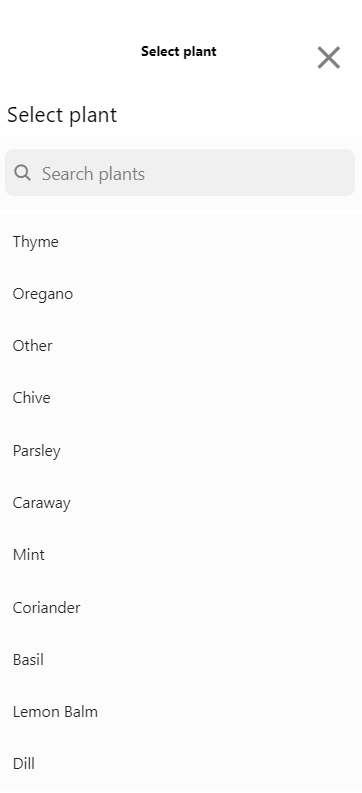 Select plant
Select plant
Search plants
Thyme
Oregano
Other
Chive
Parsley
Caraway
Mint
Coriander
Basil
Lemon Balm
Dill